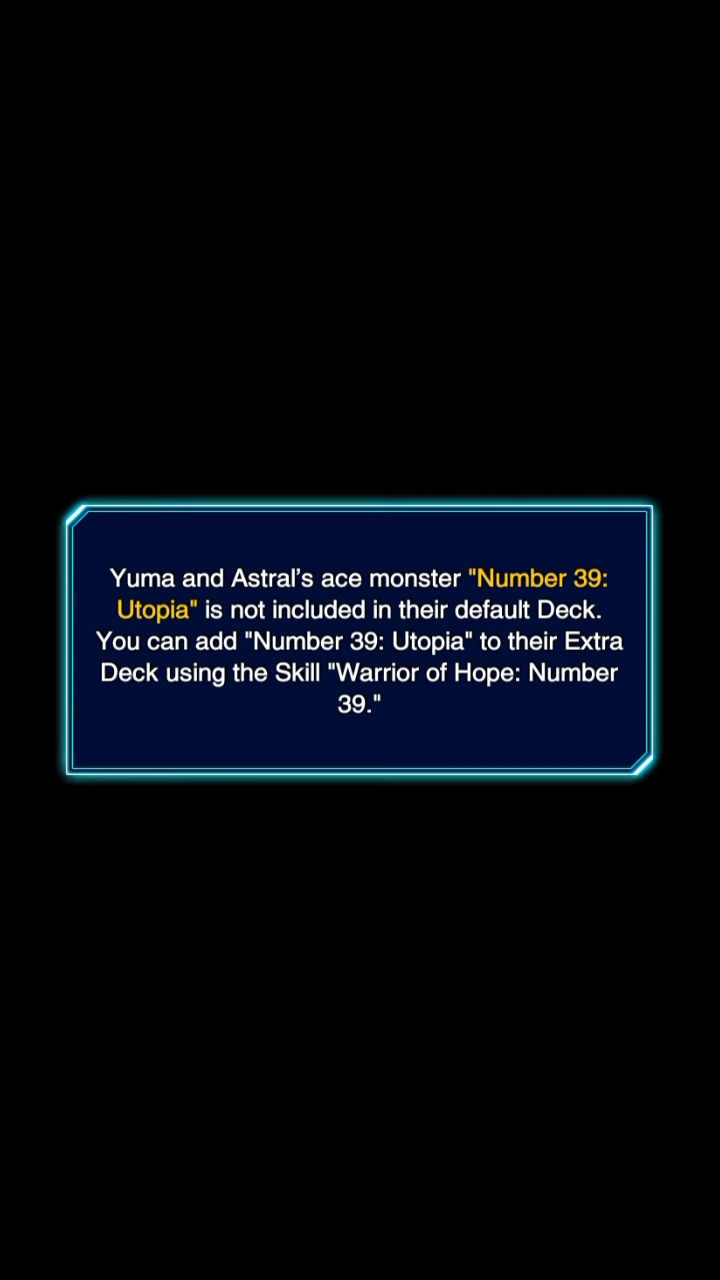 Yuma and Astral’s ace monster "Number 39:
Utopia" is not included in their default Deck.
You can add "Number 39: Utopia" to their Extra
Deck using the Skill "Warrior of Hope: Number
39."